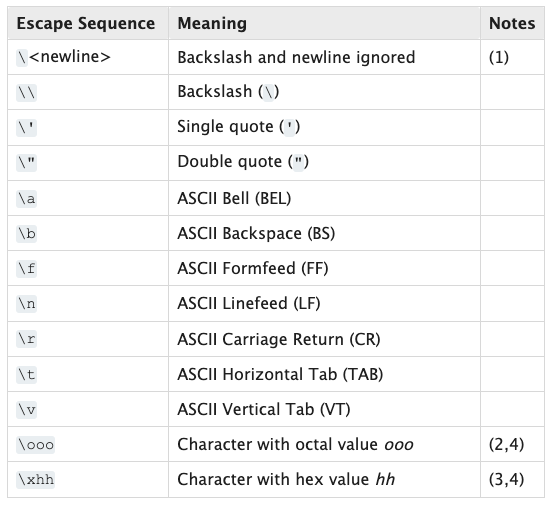 Escape Sequence Meaning Notes
\<newline> Backslash and newline ignored (1)
\\ Backslash (\)
\' Single quote (')
\" Double quote (")
\a ASCII Bell (BEL)
\b ASCII Backspace (BS)
\f ASCII Formfeed (FF)
\n ASCII Linefeed (LF)
\r ASCII Carriage Return (CR)
\t ASCII Horizontal Tab (TAB)
\v ASCII Vertical Tab (VT)
\ooo Character with octal value ooo (2,4)
\xhh Character with hex value hh (3,4)